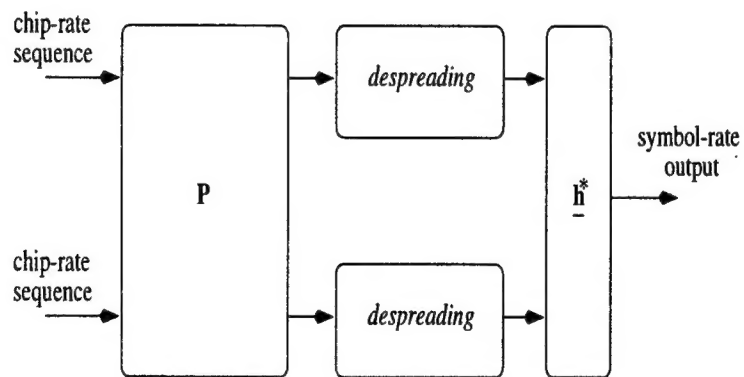 chip-rate
sequence
despreading
symbol-rate
output
P
h*
chip-rate
sequence
despreading